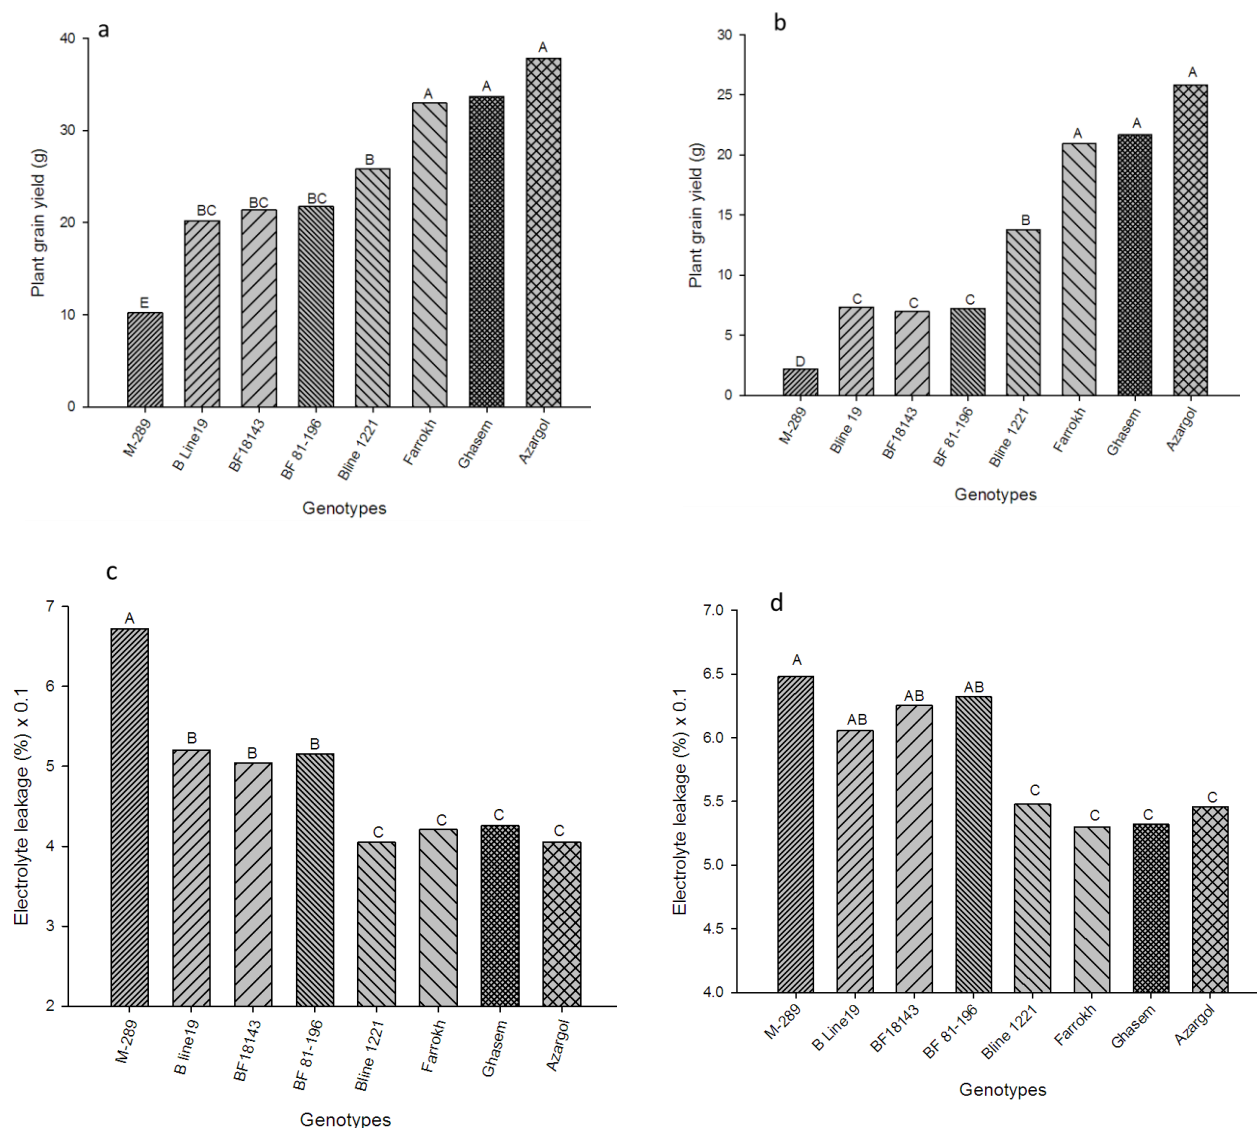 a
Plant grain yield (g)
40
30
20
10
0
E
BC
BC
BC
B
A
A
A
M-289
B Line19
BF18143
BF 81-196
Bline 1221
Farrokh
Ghasem
Azargol
Genotypes
b
Plant grain yield (g)
30
25
20
15
10
5
0
D
C
C
C
B
A
A
A
M-289
Bline 19
BF18143
BF 81-196
Bline 1221
Farrokh
Ghasem
Azargol
Genotypes
c
Electrolyte leakage (%) x 0.1
7
6
5
4
3
2
A
B
B
B
C
C
C
C
M-289
B line19
BF18143
BF 81-196
Bline 1221
Farrokh
Ghasem
Azargol
Genotypes
d
Electrolyte leakage (%) x 0.1
7.0
6.5
6.0
5.5
5.0
4.5
4.0
A
AB
AB
AB
C
C
C
C
M-289
B Line19
BF18143
BF 81-196
Bline 1221
Farrokh
Ghasem
Azargol
Genotypes